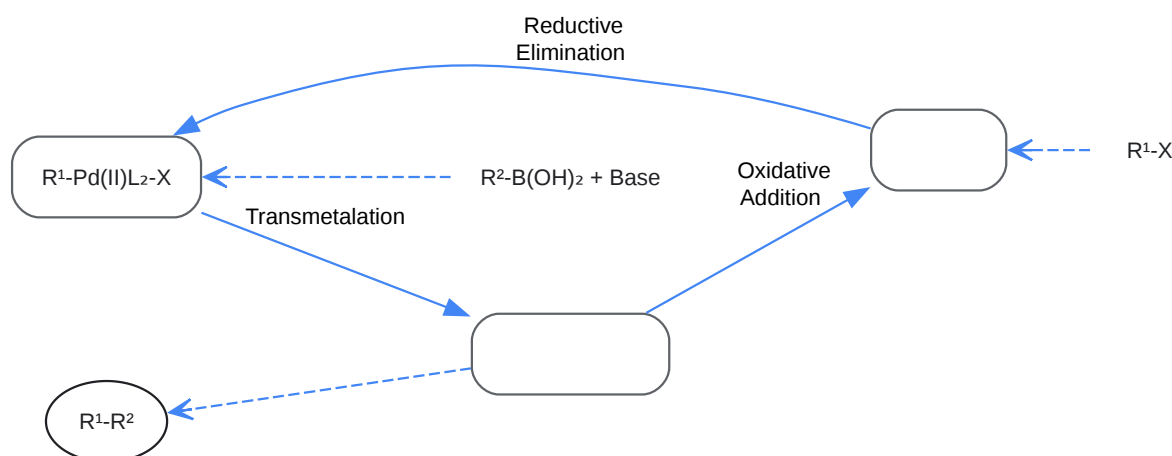 Reductive
Elimination
R¹-X
R¹-Pd(II)L₂-X
R²-B(OH)₂ + Base
Oxidative
Addition
Transmetalation
R¹-R²